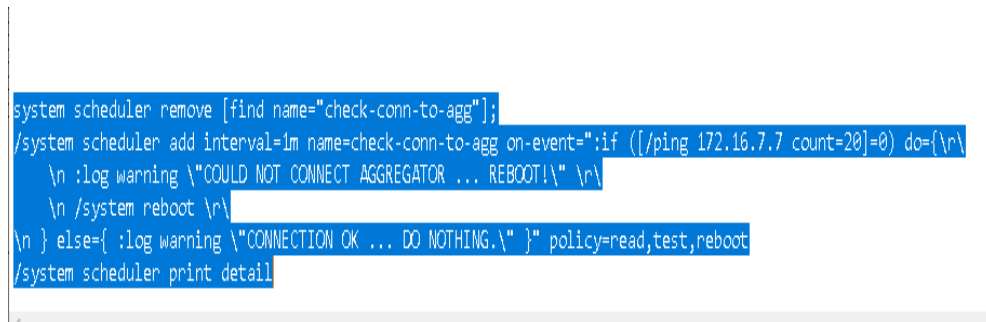 system scheduler remove [find name="check-conn-to-agg"];
/system scheduler add interval=1m name=check-conn-to-agg on-event=":if ([/ping 172.16.7.7 count=20]=0) do={\r\
    \n :log warning \"COULD NOT CONNECT AGGREGATOR ... REBOOT!\" \r\
    \n /system reboot \r\
\n } else={ :log warning \"CONNECTION OK ... DO NOTHING.\" }" policy=read,test,reboot
/system scheduler print detail